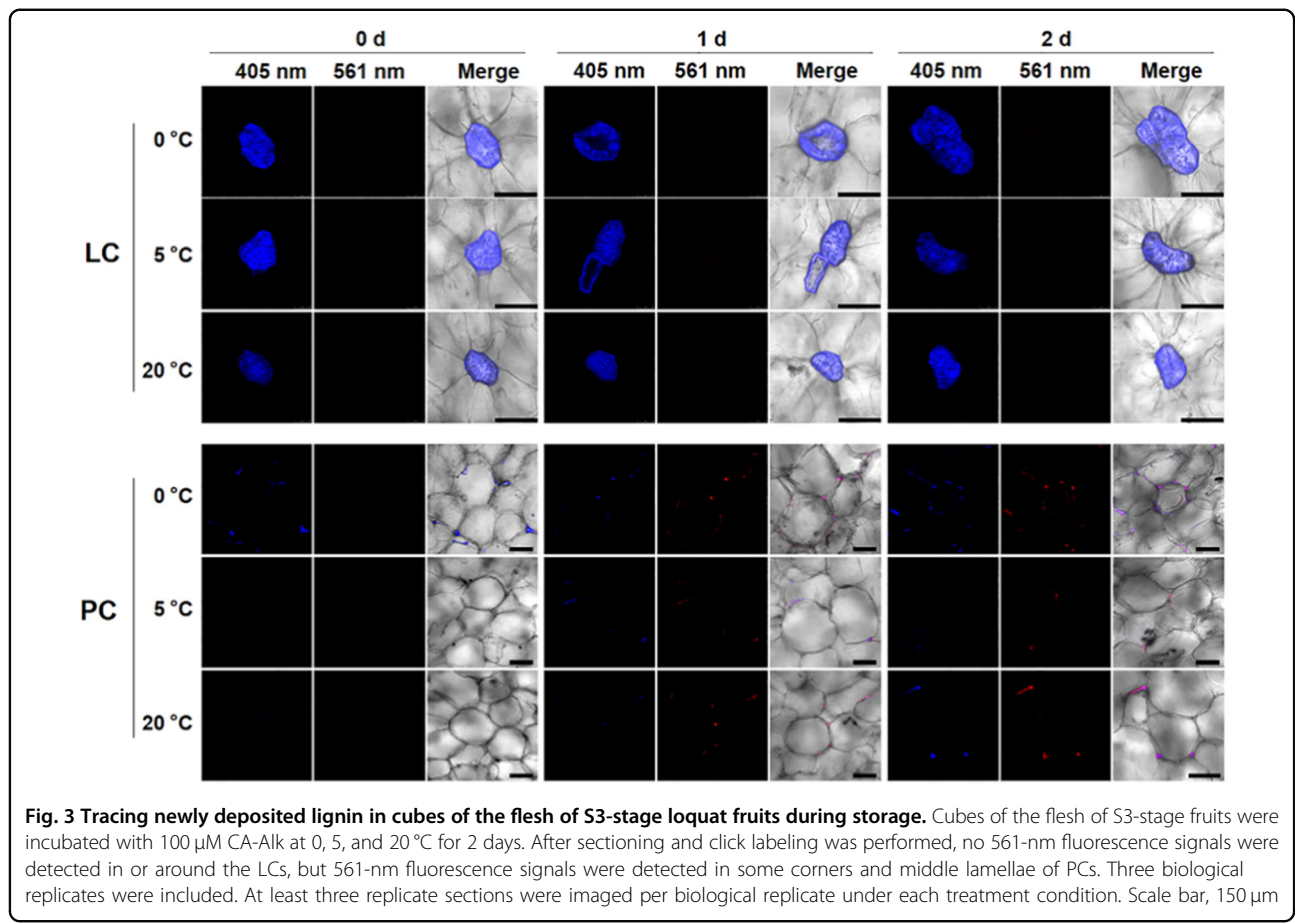 0 d 1 d 2 d
405 nm 561 nm Merge 405 nm 561 nm Merge 405 nm 561 nm Merge
0 °C
LC 5 °C
20 °C
0 °C
PC 5 °C
20 °C
Fig. 3 Tracing newly deposited lignin in cubes of the flesh of S3-stage loquat fruits during storage. Cubes of the flesh of S3-stage fruits were
incubated with 100 μM CA-Alk at 0, 5, and 20 °C for 2 days. After sectioning and click labeling was performed, no 561-nm fluorescence signals were
detected in or around the LCs, but 561-nm fluorescence signals were detected in some corners and middle lamellae of PCs. Three biological
replicates were included. At least three replicate sections were imaged per biological replicate under each treatment condition. Scale bar, 150 μm